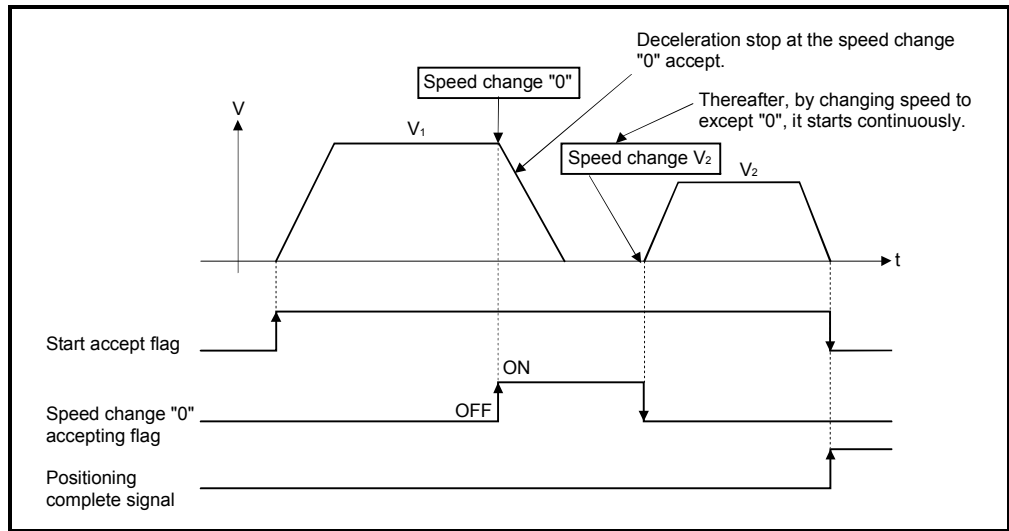 Deceleration stop at the speed change
"0" accept.
Speed change "0"
Thereafter, by changing speed to
except "0", it starts continuously.
V
V₁
Speed change V₂
V₂
t
Start accept flag
ON
OFF
Speed change "0"
accepting flag
Positioning
complete signal